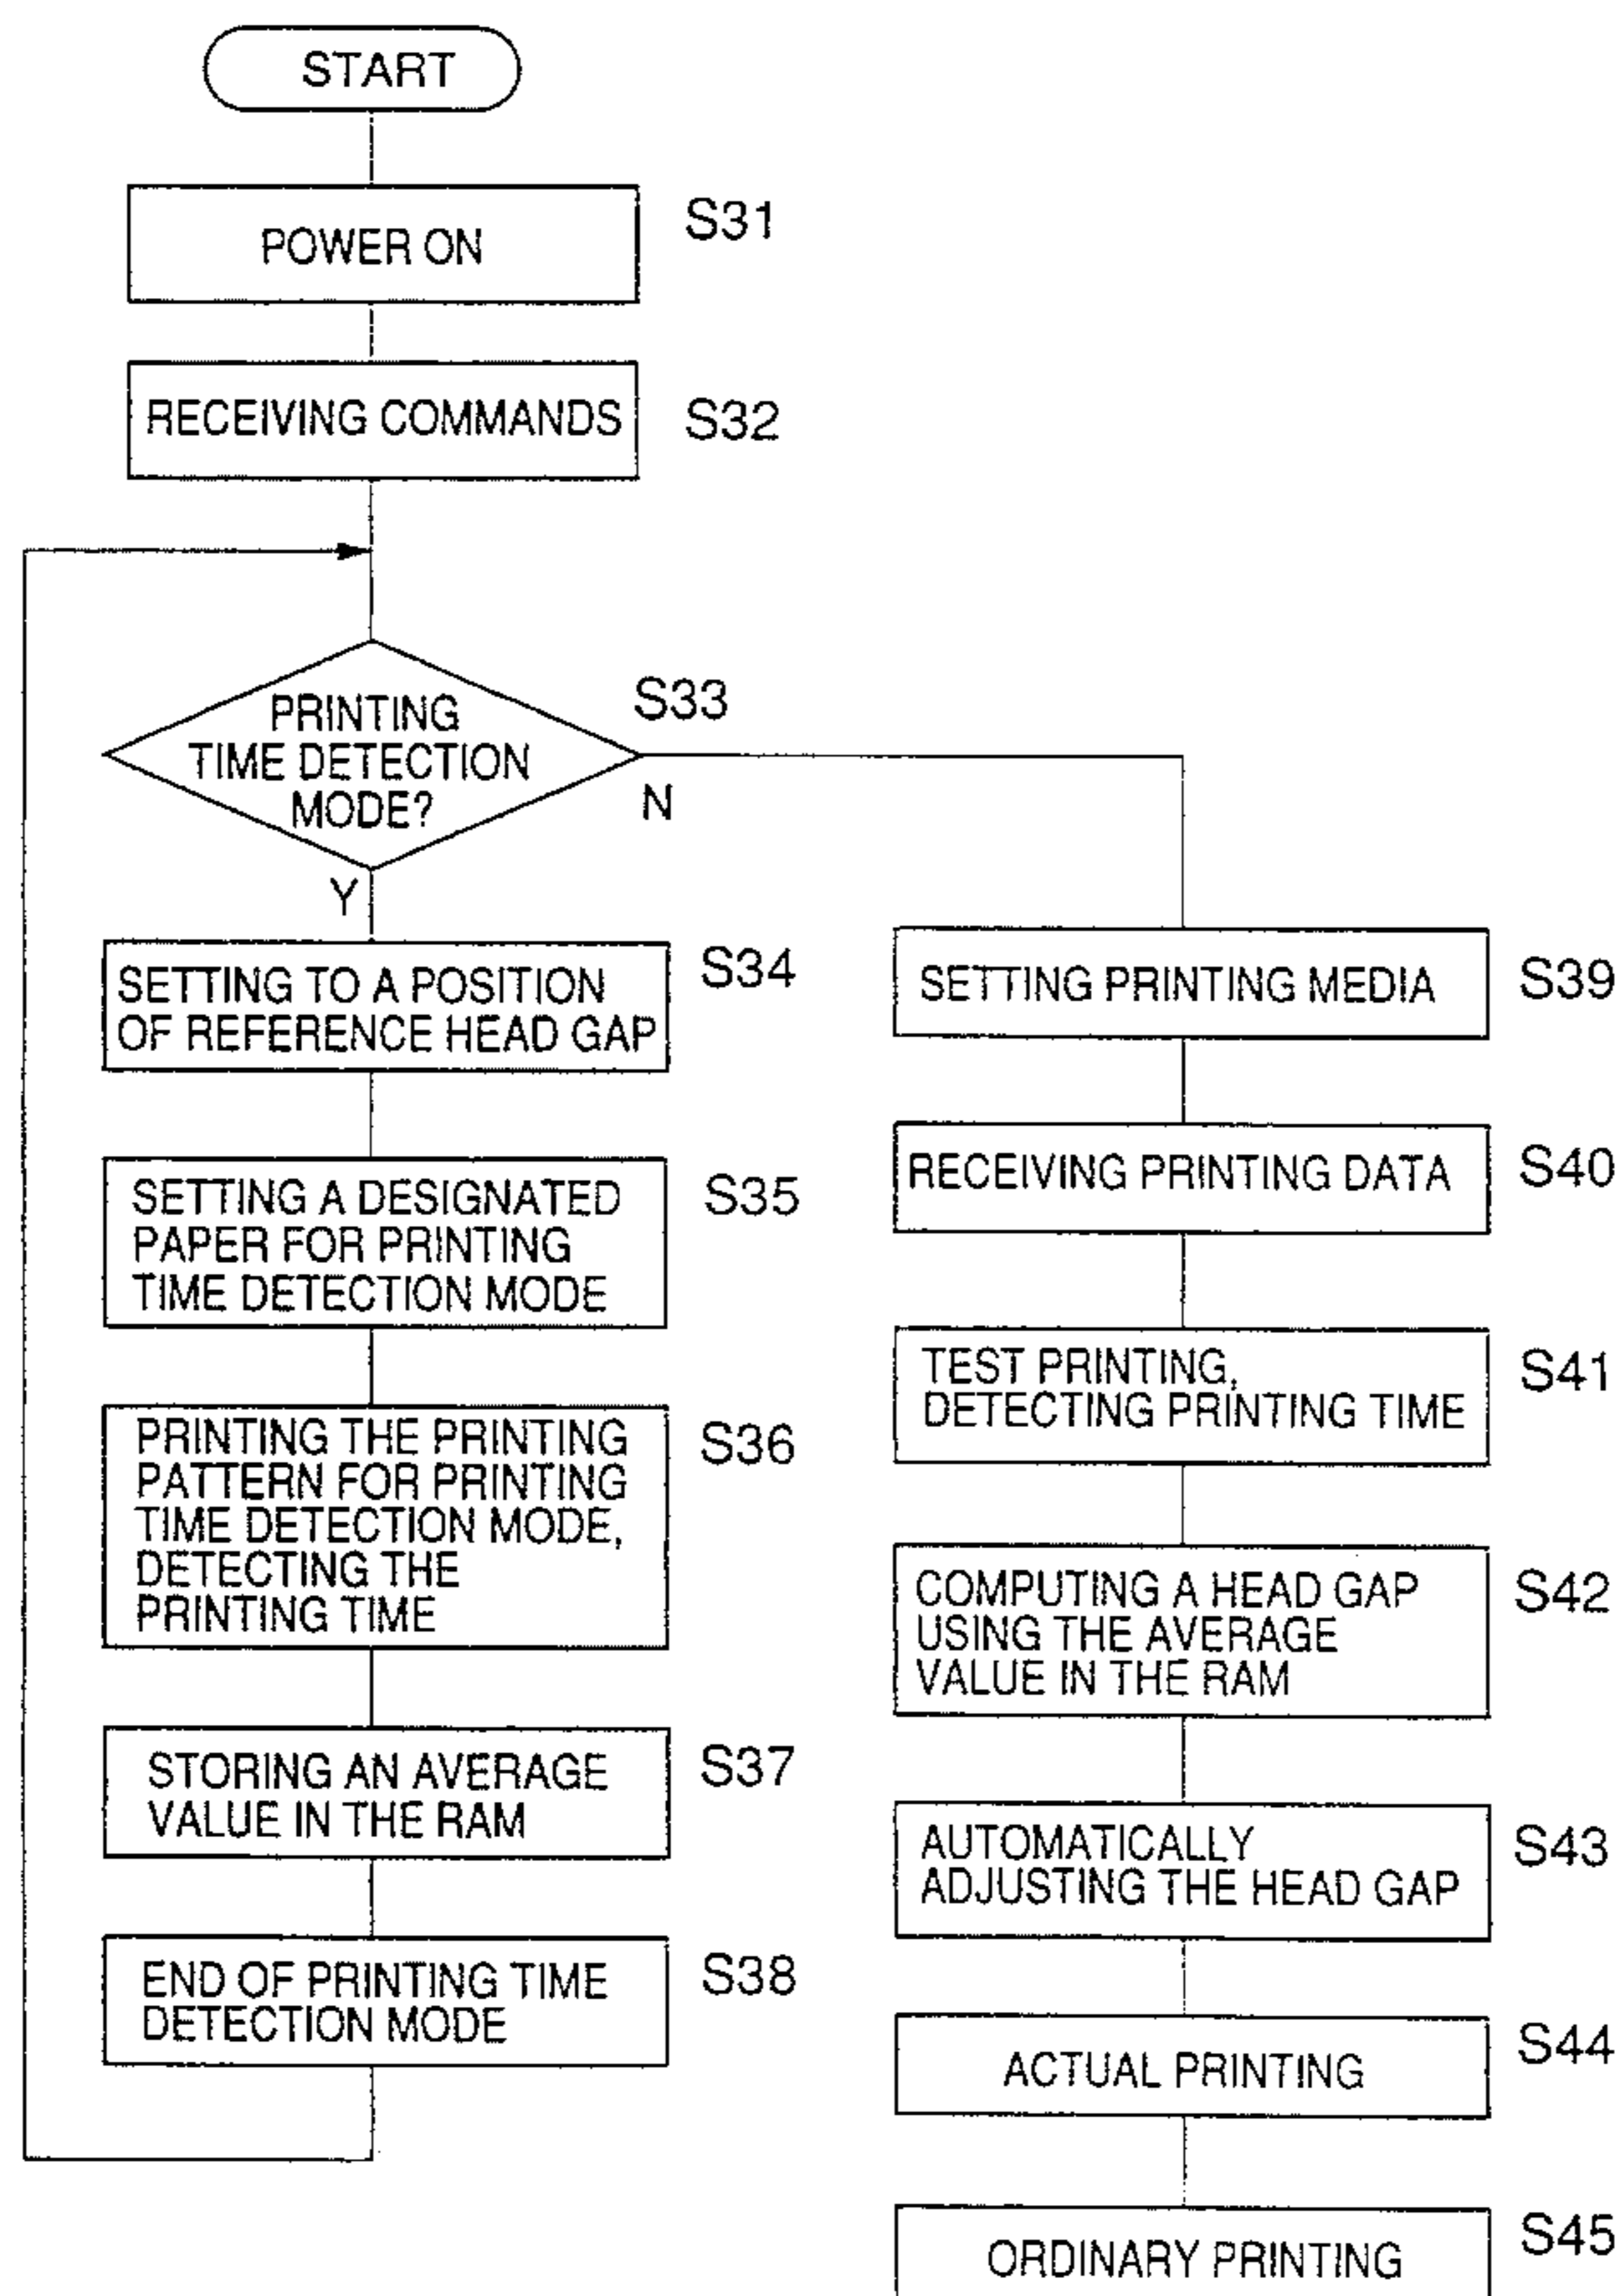 START
POWER ON
S31
RECEIVING COMMANDS
S32
PRINTING
TIME DETECTION
MODE?
S33
N
Y
SETTING TO A POSITION
OF REFERENCE HEAD GAP
S34
SETTING A DESIGNATED
PAPER FOR PRINTING
TIME DETECTION MODE
S35
PRINTING THE PRINTING
PATTERN FOR PRINTING
TIME DETECTION MODE,
DETECTING THE
PRINTING TIME
S36
STORING AN AVERAGE
VALUE IN THE RAM
S37
END OF PRINTING TIME
DETECTION MODE
S38
SETTING PRINTING MEDIA
S39
RECEIVING PRINTING DATA
S40
TEST PRINTING,
DETECTING PRINTING TIME
S41
COMPUTING A HEAD GAP
USING THE AVERAGE
VALUE IN THE RAM
S42
AUTOMATICALLY
ADJUSTING THE HEAD GAP
S43
ACTUAL PRINTING
S44
ORDINARY PRINTING
S45